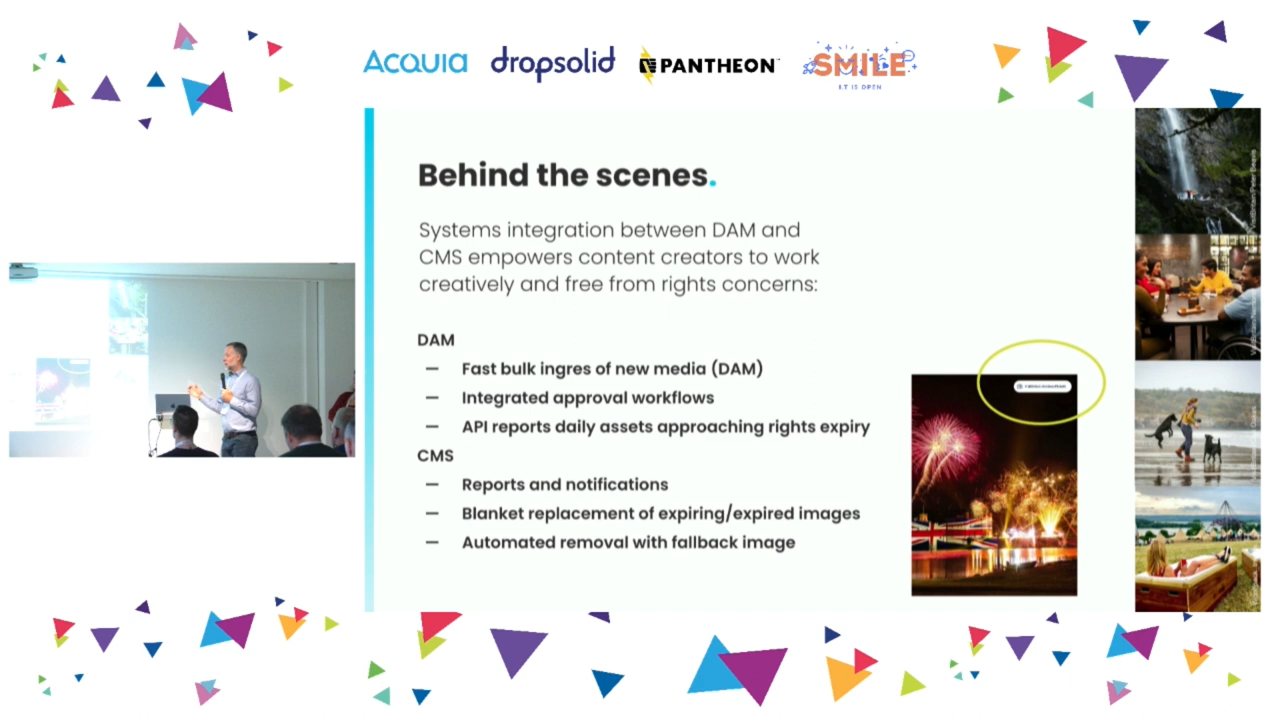 ACQUIA dropsolid PANTHEON SMILE
IT IS OPEN
Behind the scenes.
Systems integration between DAM and
CMS empowers content creators to work
creatively and free from rights concerns:
DAM
— Fast bulk ingres of new media (DAM)
— Integrated approval workflows
— API reports daily assets approaching rights expiry
CMS
— Reports and notifications
— Blanket replacement of expiring/expired images
— Automated removal with fallback image